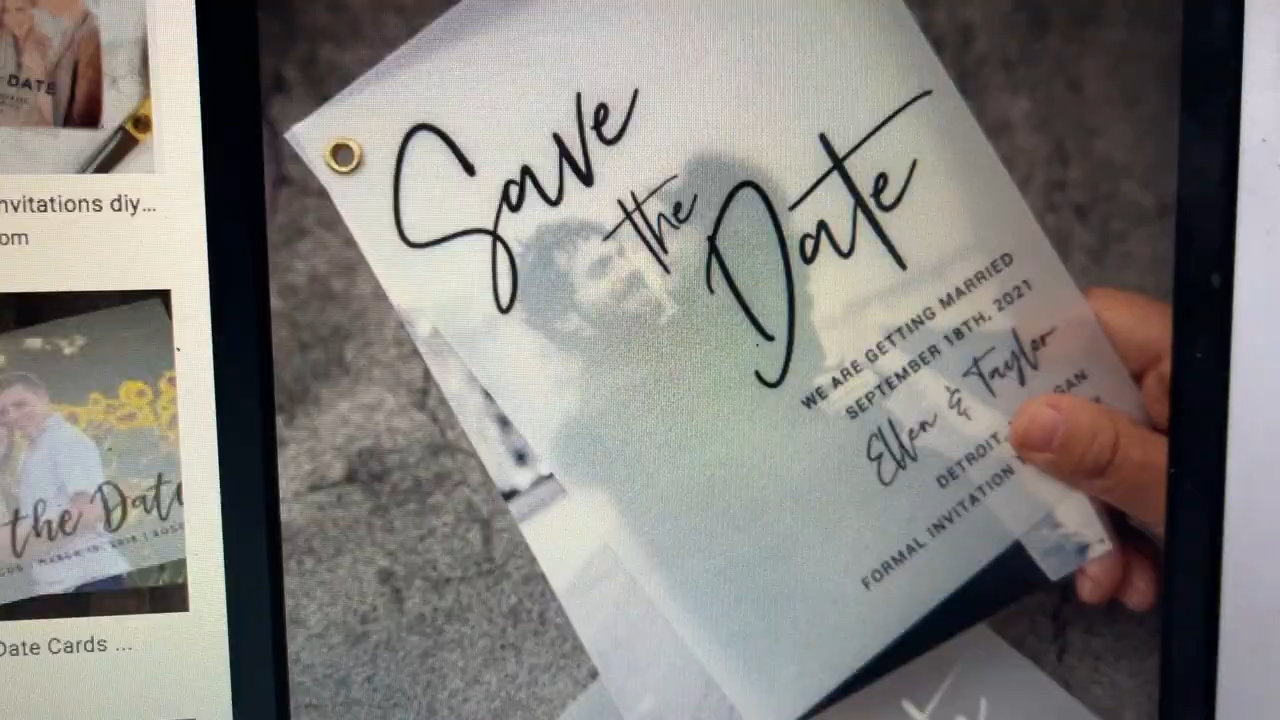 Save
the
Date
WE ARE GETTING MARRIED
SEPTEMBER 18TH, 2021
Ellen & Taylor
DETROIT,
FORMAL INVITATION
DATE
nvitations diy...
om
the Date
Date Cards ...